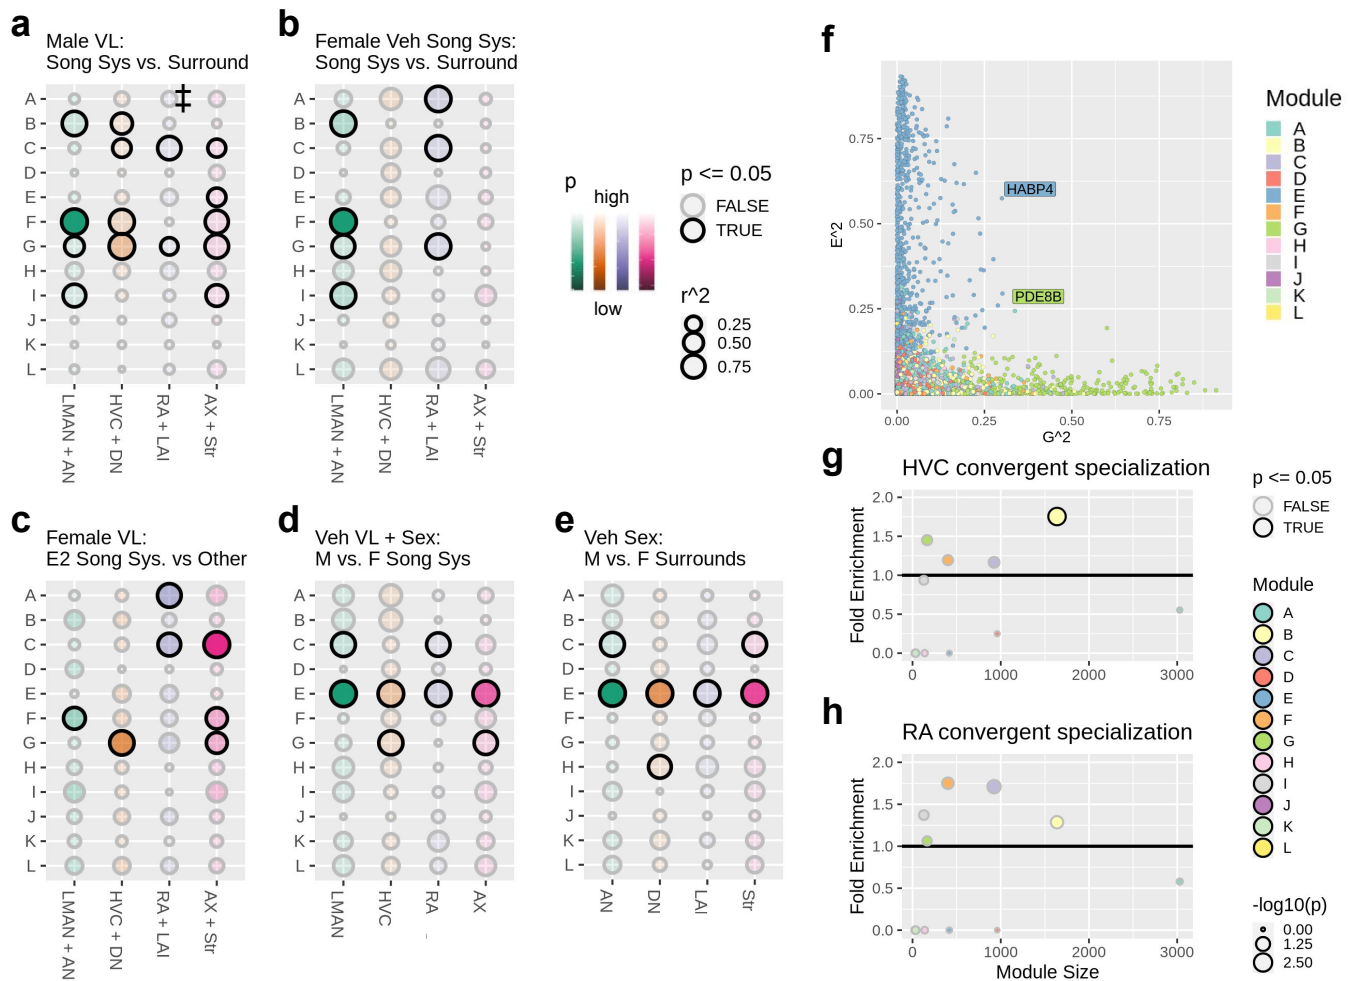 a
Male VL:
Song Sys vs. Surround
A
B
C
D
E
F
G
H
I
J
K
L
‡
LMAN + AN
HVC + DN
RA + LAI
AX + Str
b
Female Veh Song Sys:
Song Sys vs. Surround
A
B
C
D
E
F
G
H
I
J
K
L
LMAN + AN
HVC + DN
RA + LAI
AX + Str
p
high
low
p <= 0.05
FALSE
TRUE
r^2
0.25
0.50
0.75
c
Female VL:
E2 Song Sys. vs Other
A
B
C
D
E
F
G
H
I
J
K
L
LMAN + AN
HVC + DN
RA + LAI
AX + Str
d
Veh VL + Sex:
M vs. F Song Sys
A
B
C
D
E
F
G
H
I
J
K
L
LMAN
HVC
RA
AX
e
Veh Sex:
M vs. F Surrounds
A
B
C
D
E
F
G
H
I
J
K
L
AN
DN
LAI
Str
f
E^2
0.75
0.50
0.25
0.00
HABP4
PDE8B
0.00
0.25
0.50
0.75
G^2
Module
A
B
C
D
E
F
G
H
I
J
K
L
g
HVC convergent specialization
Fold Enrichment
2.0
1.5
1.0
0.5
0.0
0
1000
2000
3000
h
RA convergent specialization
Fold Enrichment
2.0
1.5
1.0
0.5
0.0
0
1000
2000
3000
Module Size
p <= 0.05
FALSE
TRUE
Module
A
B
C
D
E
F
G
H
I
J
K
L
-log10(p)
0.00
1.25
2.50